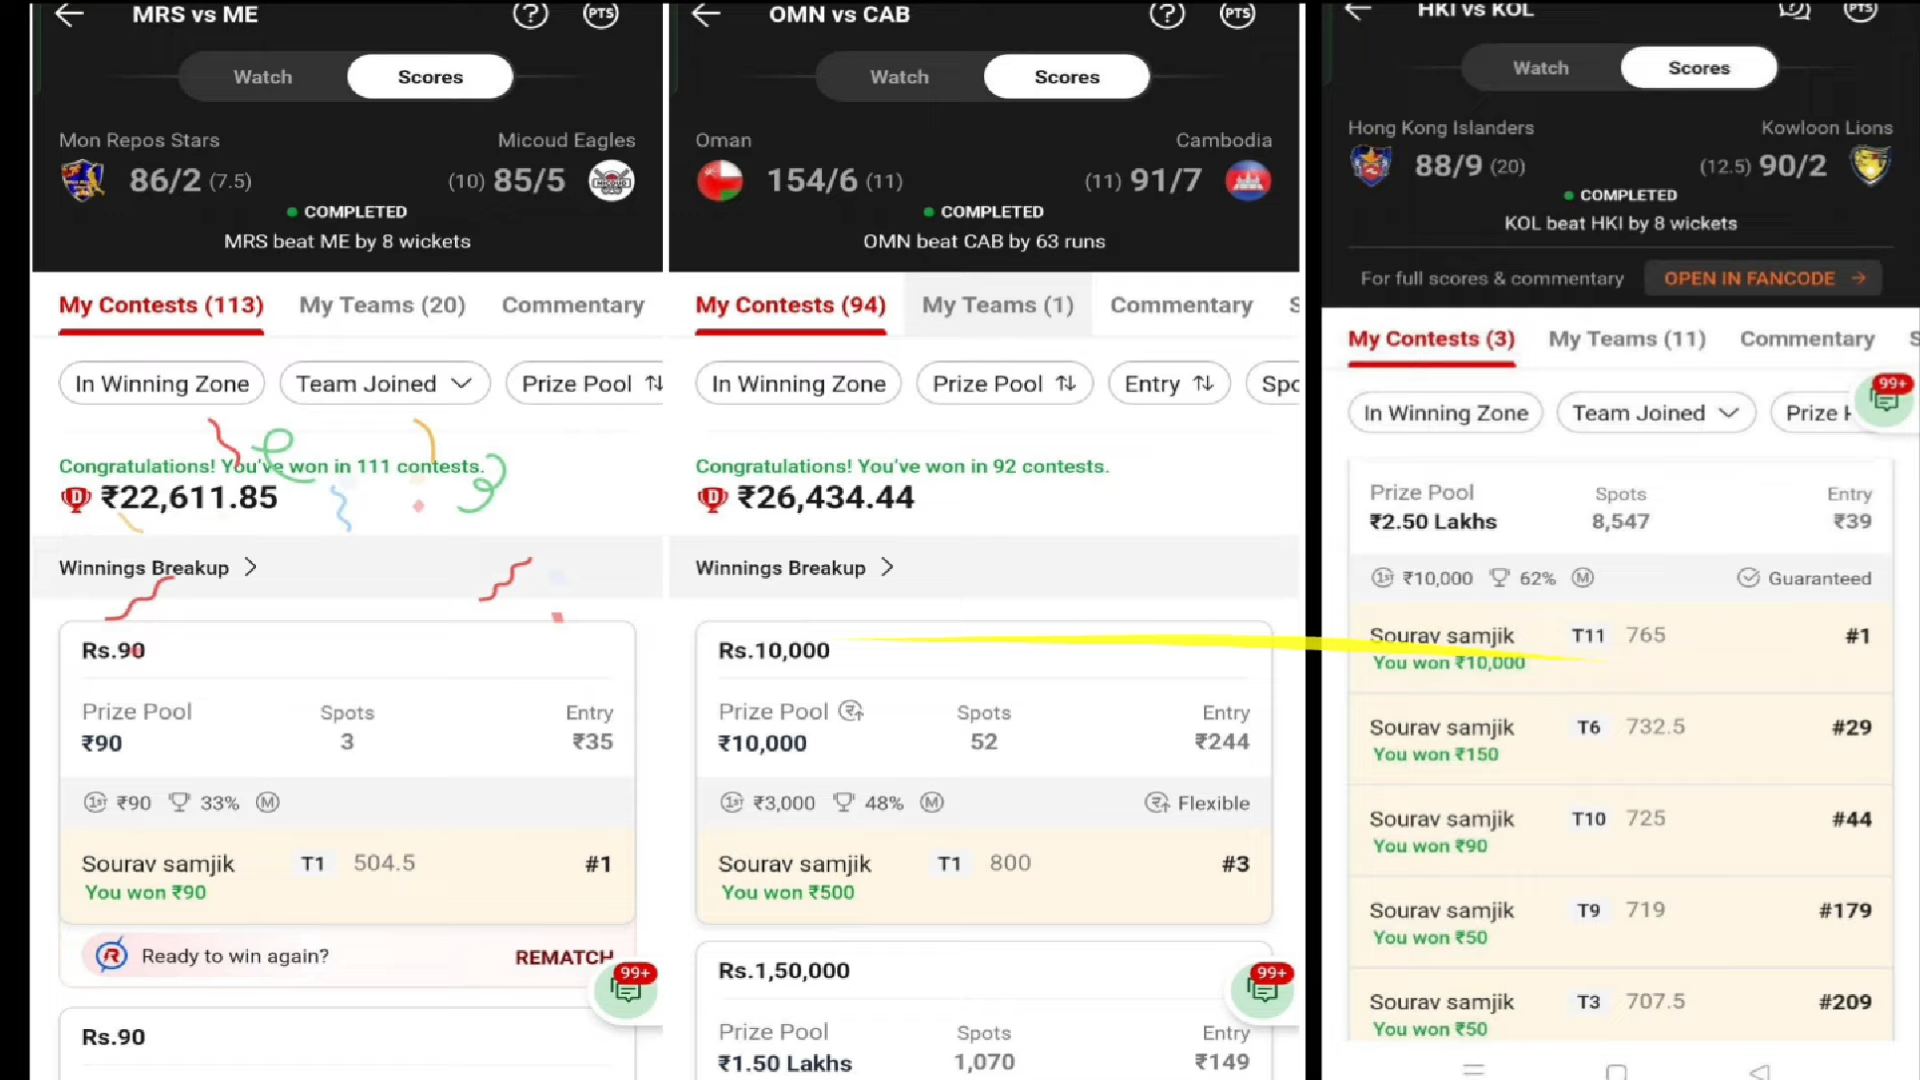 MRS vs ME
PTS
Watch
Scores
Mon Repos Stars
Micoud Eagles
86/2 (7.5)
(10) 85/5
COMPLETED
MRS beat ME by 8 wickets
My Contests (113)
My Teams (20)
Commentary
In Winning Zone
Team Joined
Prize Pool
Congratulations! You've won in 111 contests.
₹22,611.85
Winnings Breakup
Rs.90
Prize Pool
Spots
Entry
₹90
3
₹35
1st ₹90
33%
M
Sourav samjik
T1
504.5
#1
You won ₹90
Ready to win again?
REMATCH
99+
Rs.90
OMN vs CAB
PTS
Watch
Scores
Oman
Cambodia
154/6 (11)
(11) 91/7
COMPLETED
OMN beat CAB by 63 runs
My Contests (94)
My Teams (1)
Commentary
S
In Winning Zone
Prize Pool
Entry
Spo
Congratulations! You've won in 92 contests.
₹26,434.44
Winnings Breakup
Rs.10,000
Prize Pool
Spots
Entry
₹10,000
52
₹244
1st ₹3,000
48%
M
Flexible
Sourav samjik
T1
800
#3
You won ₹500
Rs.1,50,000
99+
Prize Pool
Spots
Entry
₹1.50 Lakhs
1,070
₹149
HKI vs KOL
PTS
Watch
Scores
Hong Kong Islanders
Kowloon Lions
88/9 (20)
(12.5) 90/2
COMPLETED
KOL beat HKI by 8 wickets
For full scores & commentary
OPEN IN FANCODE
My Contests (3)
My Teams (11)
Commentary
S
In Winning Zone
Team Joined
Prize
99+
Prize Pool
Spots
Entry
₹2.50 Lakhs
8,547
₹39
1st ₹10,000
62%
M
Guaranteed
Sourav samjik
T11
765
#1
You won ₹10,000
Sourav samjik
T6
732.5
#29
You won ₹150
Sourav samjik
T10
725
#44
You won ₹90
Sourav samjik
T9
719
#179
You won ₹50
Sourav samjik
T3
707.5
#209
You won ₹50